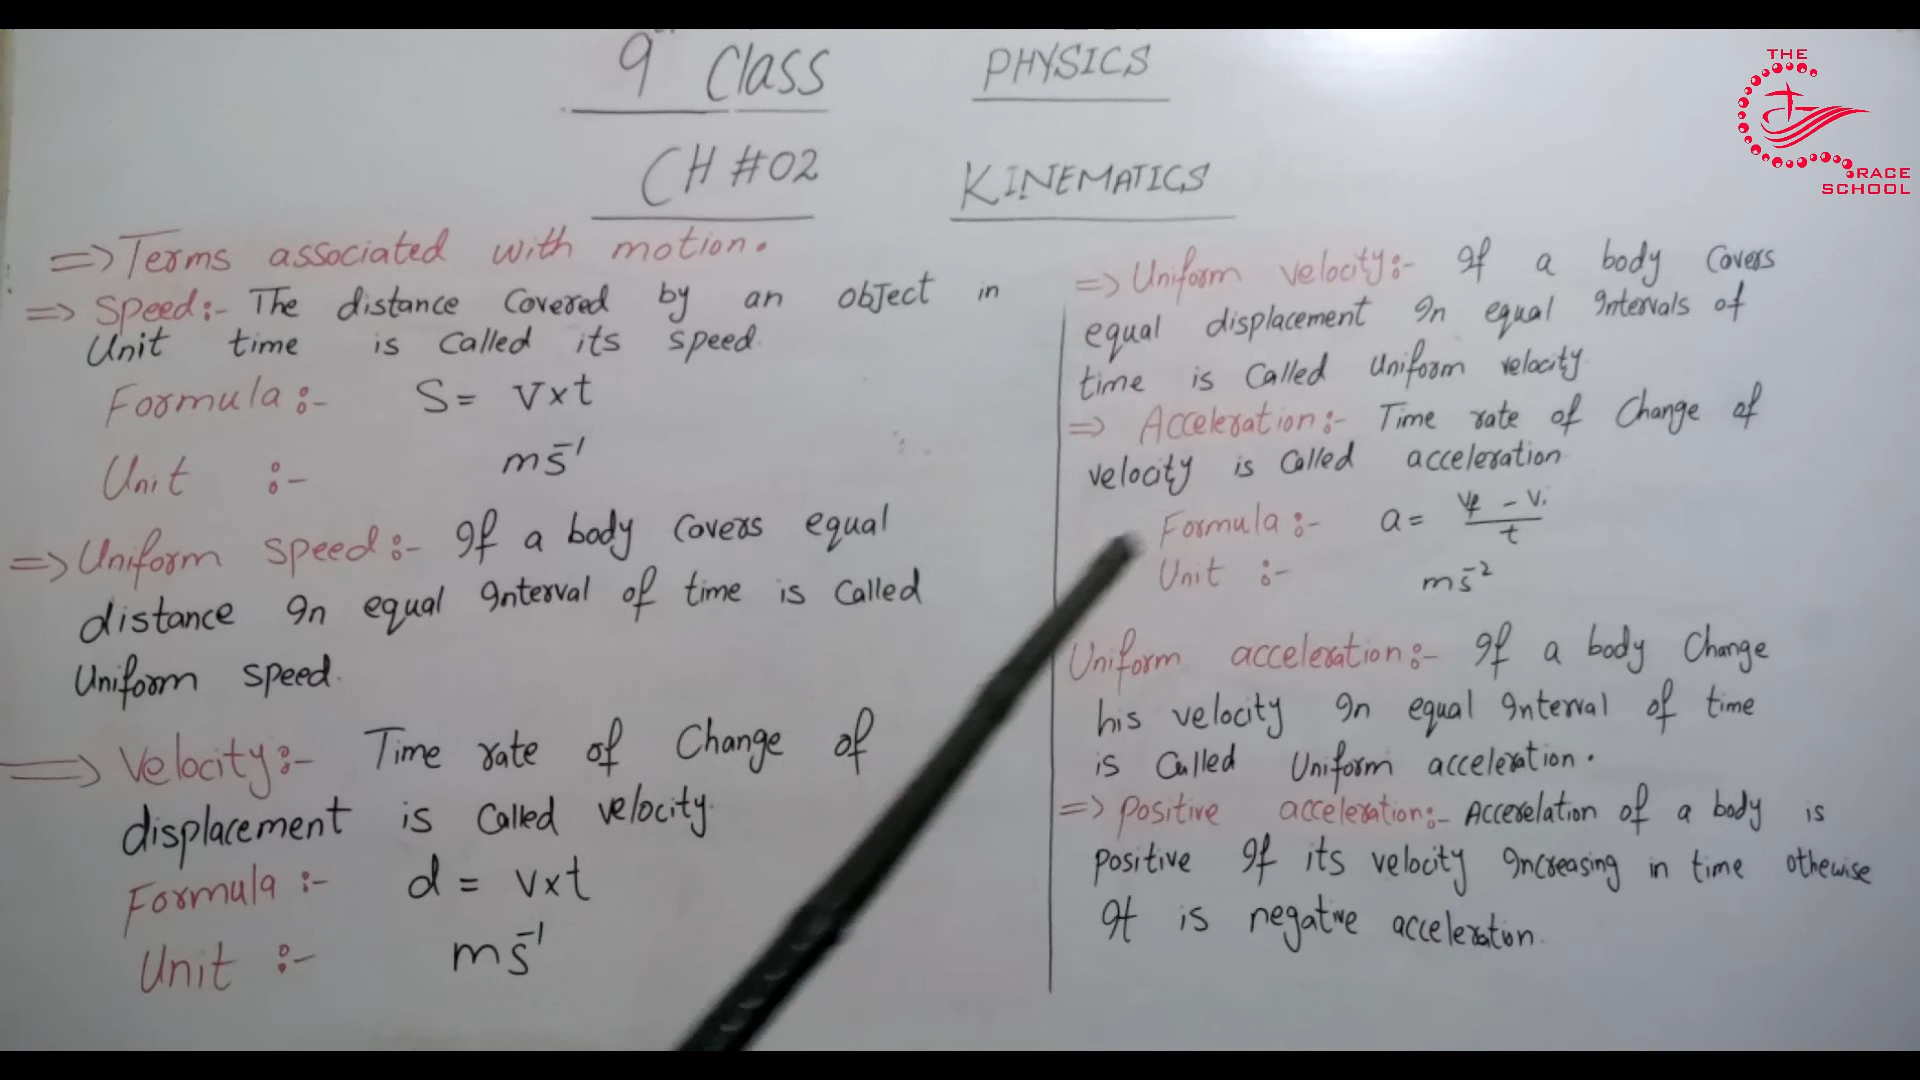 9th Class PHYSICS
CH #02 KINEMATICS
⇒ Terms associated with motion.
⇒ Speed:- The distance Covered by an object in
Unit time is Called its speed.
Formula:- S = v×t
Unit :- ms⁻¹
⇒ Uniform speed:- If a body Covers equal
distance In equal Interval of time is Called
Uniform speed.
⇒ Velocity:- Time rate of Change of
displacement is Called velocity.
Formula:- d = v×t
Unit :- ms⁻¹
⇒ Uniform velocity:- If a body Covers
equal displacement In equal Intervals of
time is Called Uniform velocity
⇒ Acceleration:- Time rate of Change of
velocity is Called acceleration
Formula:- a = vf - vi / t
Unit :- ms⁻²
Uniform acceleration:- If a body Change
his velocity In equal Interval of time
is Called Uniform acceleration.
⇒ Positive acceleration:- Accerelation of a body is
positive If its velocity Increasing in time othewise
It is negative acceleration.
THE
GRACE
SCHOOL